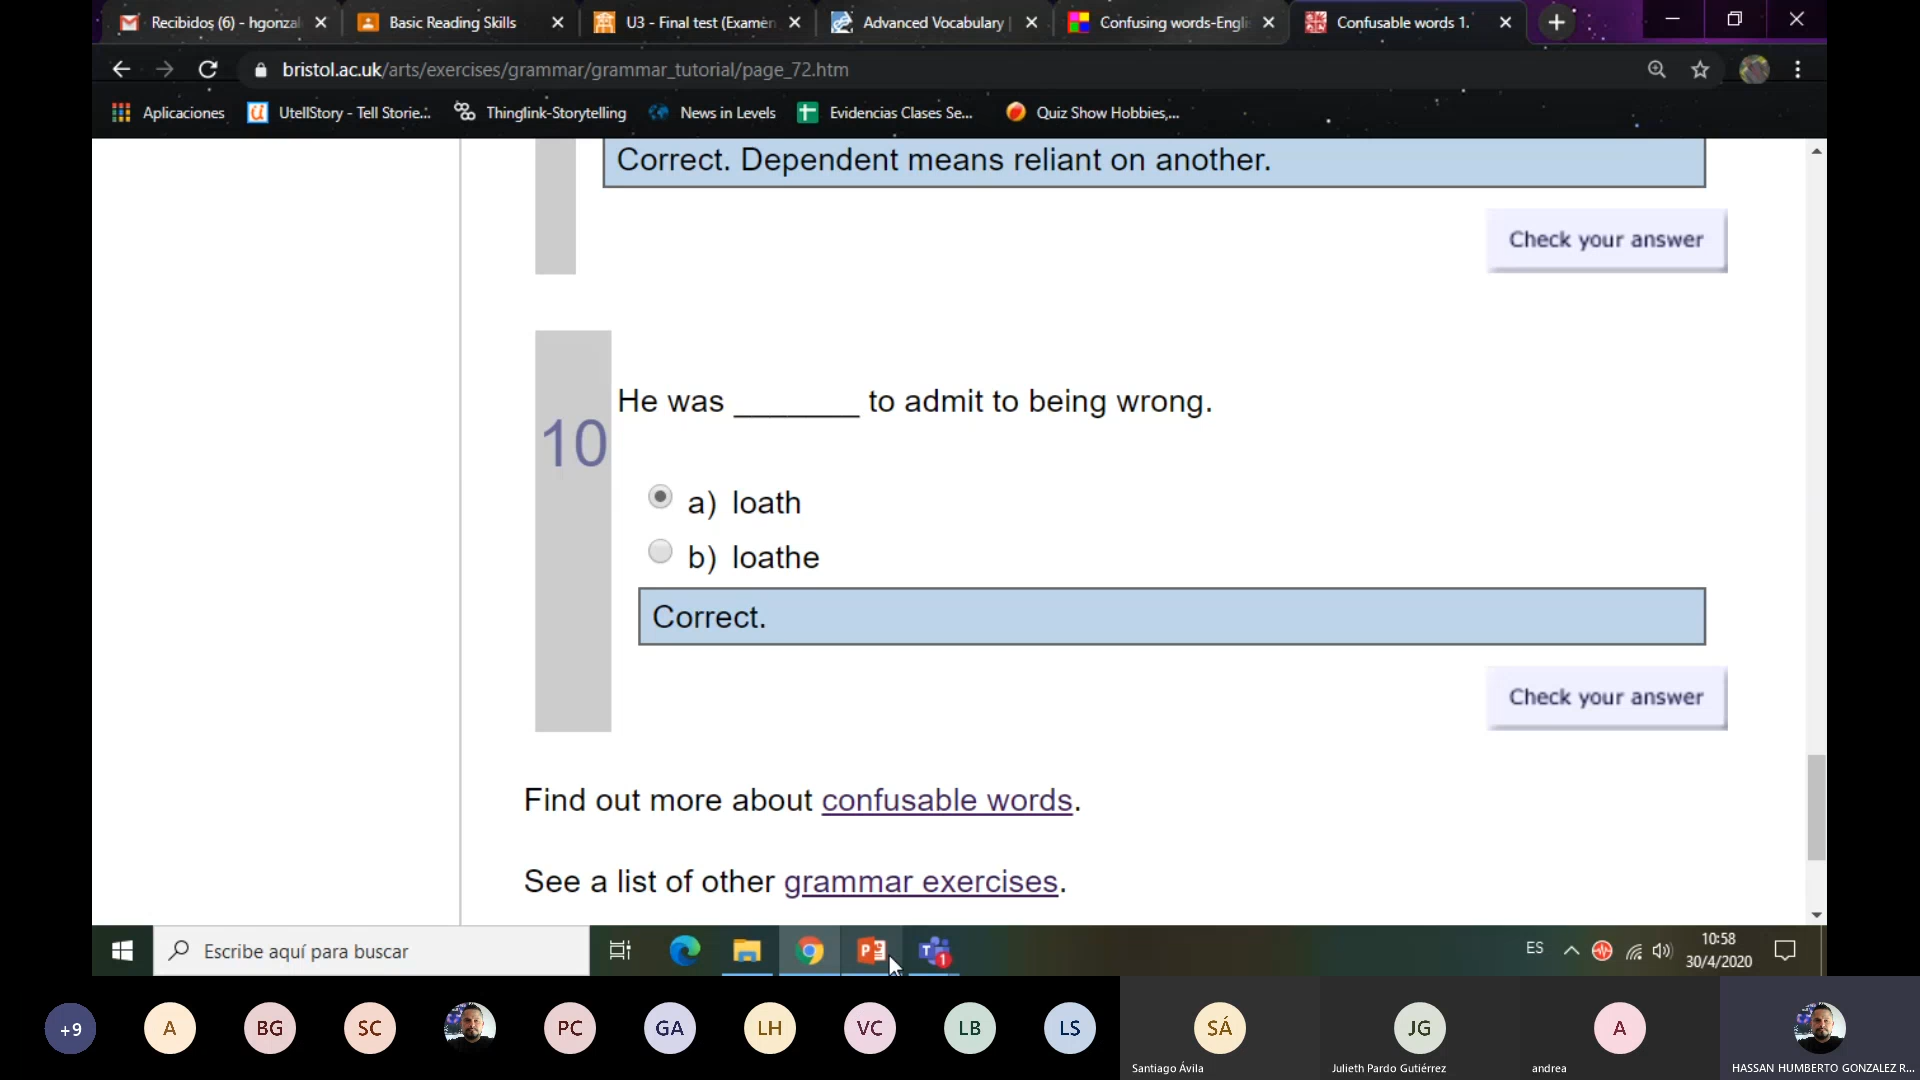 Recibidos (6) - hgonzal
Basic Reading Skills
U3 - Final test (Examen
Advanced Vocabulary |
Confusing words-Engli
Confusable words 1.
bristol.ac.uk/arts/exercises/grammar/grammar_tutorial/page_72.htm
Aplicaciones
UtellStory - Tell Storie...
Thinglink-Storytelling
News in Levels
Evidencias Clases Se...
Quiz Show Hobbies,...
Correct. Dependent means reliant on another.
Check your answer
10
He was _______ to admit to being wrong.
a) loath
b) loathe
Correct.
Check your answer
Find out more about confusable words.
See a list of other grammar exercises.
Escribe aquí para buscar
ES
10:58
30/4/2020
+9
A
BG
SC
PC
GA
LH
VC
LB
LS
SÁ
Santiago Ávila
JG
Julieth Pardo Gutiérrez
A
andrea
HASSAN HUMBERTO GONZALEZ R...